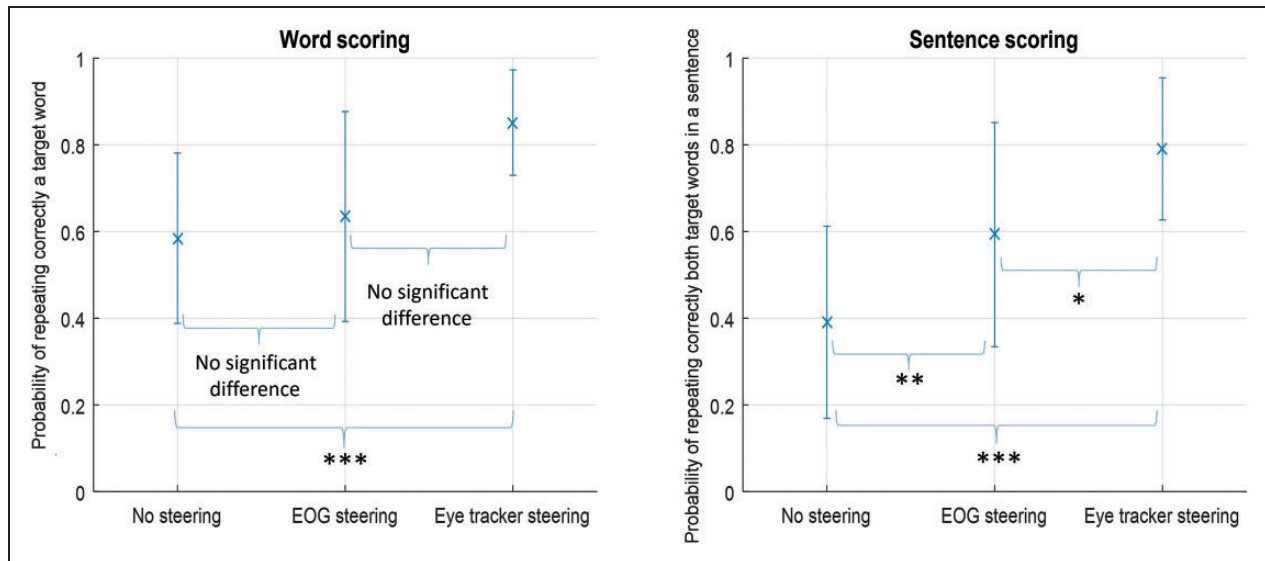 Word scoring
Probability of repeating correctly a target word
1
0.8
0.6
0.4
0.2
0
No significant
difference
No significant
difference
***
No steering
EOG steering
Eye tracker steering
Sentence scoring
Probability of repeating correctly both target words in a sentence
1
0.8
0.6
0.4
0.2
0
*
**
***
No steering
EOG steering
Eye tracker steering